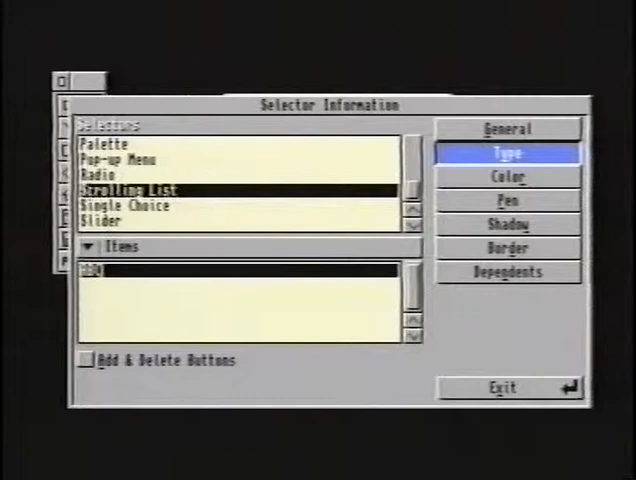 Selector Information
Selectors
Palette
Pop-up Menu
Radio
Scrolling List
Single Choice
Slider
Items
Add & Delete Buttons
General
Type
Color
Pen
Shadow
Border
Dependents
Exit